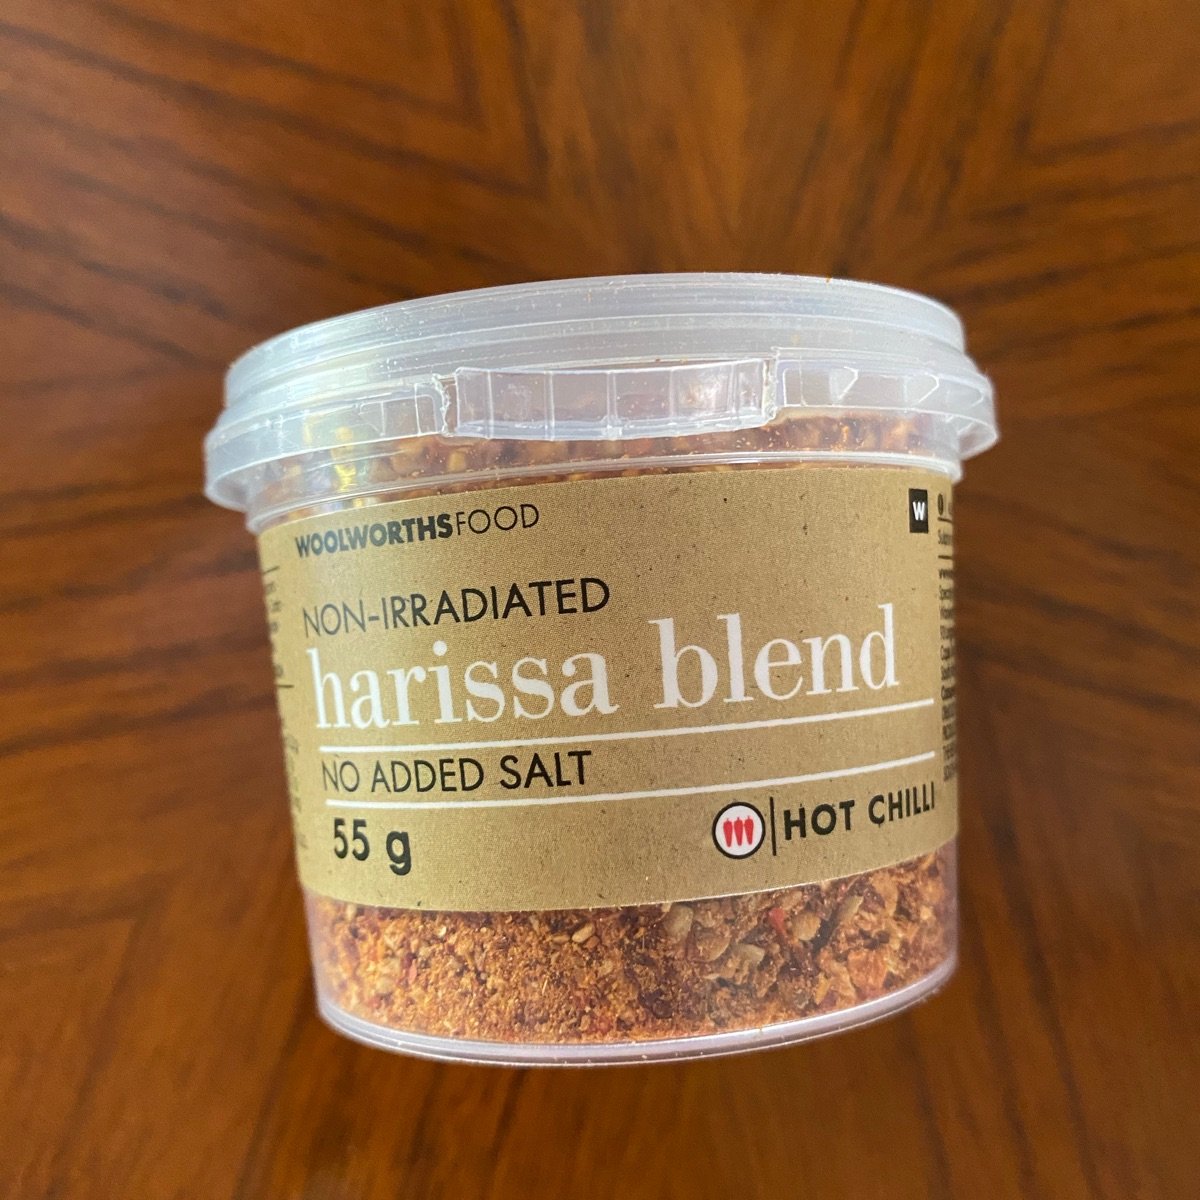 WOOLWORTHSFOOD
W
NON-IRRADIATED
harissa blend
NO ADDED SALT
55 g
HOT CHILLI